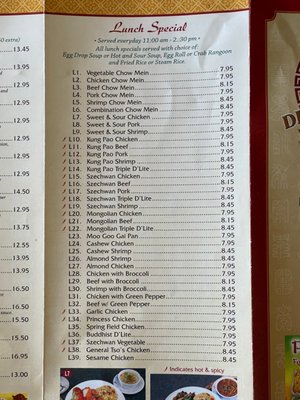 0 extra)
13.45
14.50
12.95
15.95
13.95
16.50
16.50
13.00
Lunch Special
• Served everyday 11:00 am - 2:30 pm •
All lunch specials served with choice of
Egg Drop Soup or Hot and Sour Soup, Egg Roll or Crab Rangoon
and Fried Rice or Steam Rice.
L1. Vegetable Chow Mein 7.95
L2. Chicken Chow Mein 7.95
L3. Beef Chow Mein 8.15
L4. Pork Chow Mein 7.95
L5. Shrimp Chow Mein 8.45
L6. Combination Chow Mein 8.45
L7. Sweet & Sour Chicken 7.95
L8. Sweet & Sour Pork 7.95
L9. Sweet & Sour Shrimp 8.45
L10. Kung Pao Chicken 7.95
L11. Kung Pao Beef 8.15
L12. Kung Pao Pork 7.95
L13. Kung Pao Shrimp 8.45
L14. Kung Pao Triple D'Lite 8.45
L15. Szechwan Chicken 7.95
L16. Szechwan Beef 8.15
L17. Szechwan Pork 7.95
L18. Szechwan Triple D'Lite 8.45
L19. Szechwan Shrimp 8.45
L20. Mongolian Chicken 7.95
L21. Mongolian Beef 8.15
L22. Mongolian Triple D'Lite 8.45
L23. Moo Goo Gai Pan 7.95
L24. Cashew Chicken 7.95
L25. Cashew Shrimp 8.45
L26. Almond Shrimp 8.45
L27. Almond Chicken 7.95
L28. Chicken with Broccoli 7.95
L29. Beef with Broccoli 8.15
L30. Shrimp with Broccoli 8.45
L31. Chicken with Green Pepper 7.95
L32. Beef w/ Green Pepper 8.15
L33. Garlic Chicken 7.95
L34. Princess Chicken 7.95
L35. Spring Field Chicken 7.95
L36. Buddhist D'Lite 7.95
L37. Szechwan Vegetable 7.95
L38. General Tso's Chicken 8.45
L39. Sesame Chicken 8.45
Indicates hot & spicy
L7